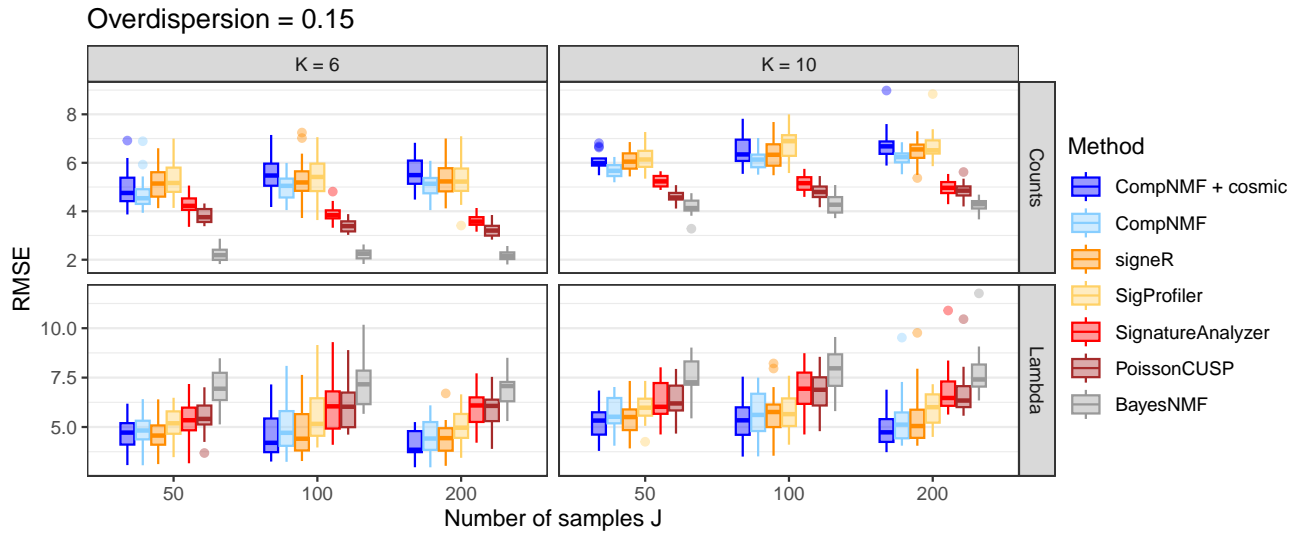 Overdispersion = 0.15
K = 6
K = 10
Counts
Lambda
RMSE
8
6
4
2
10.0
7.5
5.0
50
100
200
50
100
200
Number of samples J
Method
CompNMF + cosmic
CompNMF
signeR
SigProfiler
SignatureAnalyzer
PoissonCUSP
BayesNMF